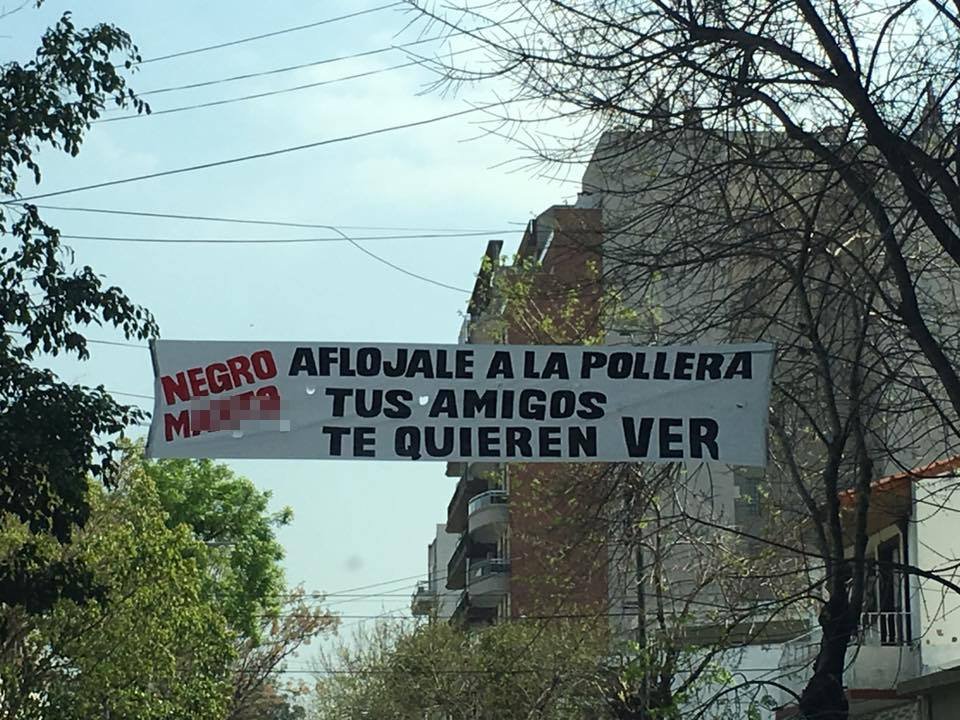 NEGRO
AFLOJALE A LA POLLERA
TUS AMIGOS
TE QUIEREN VER